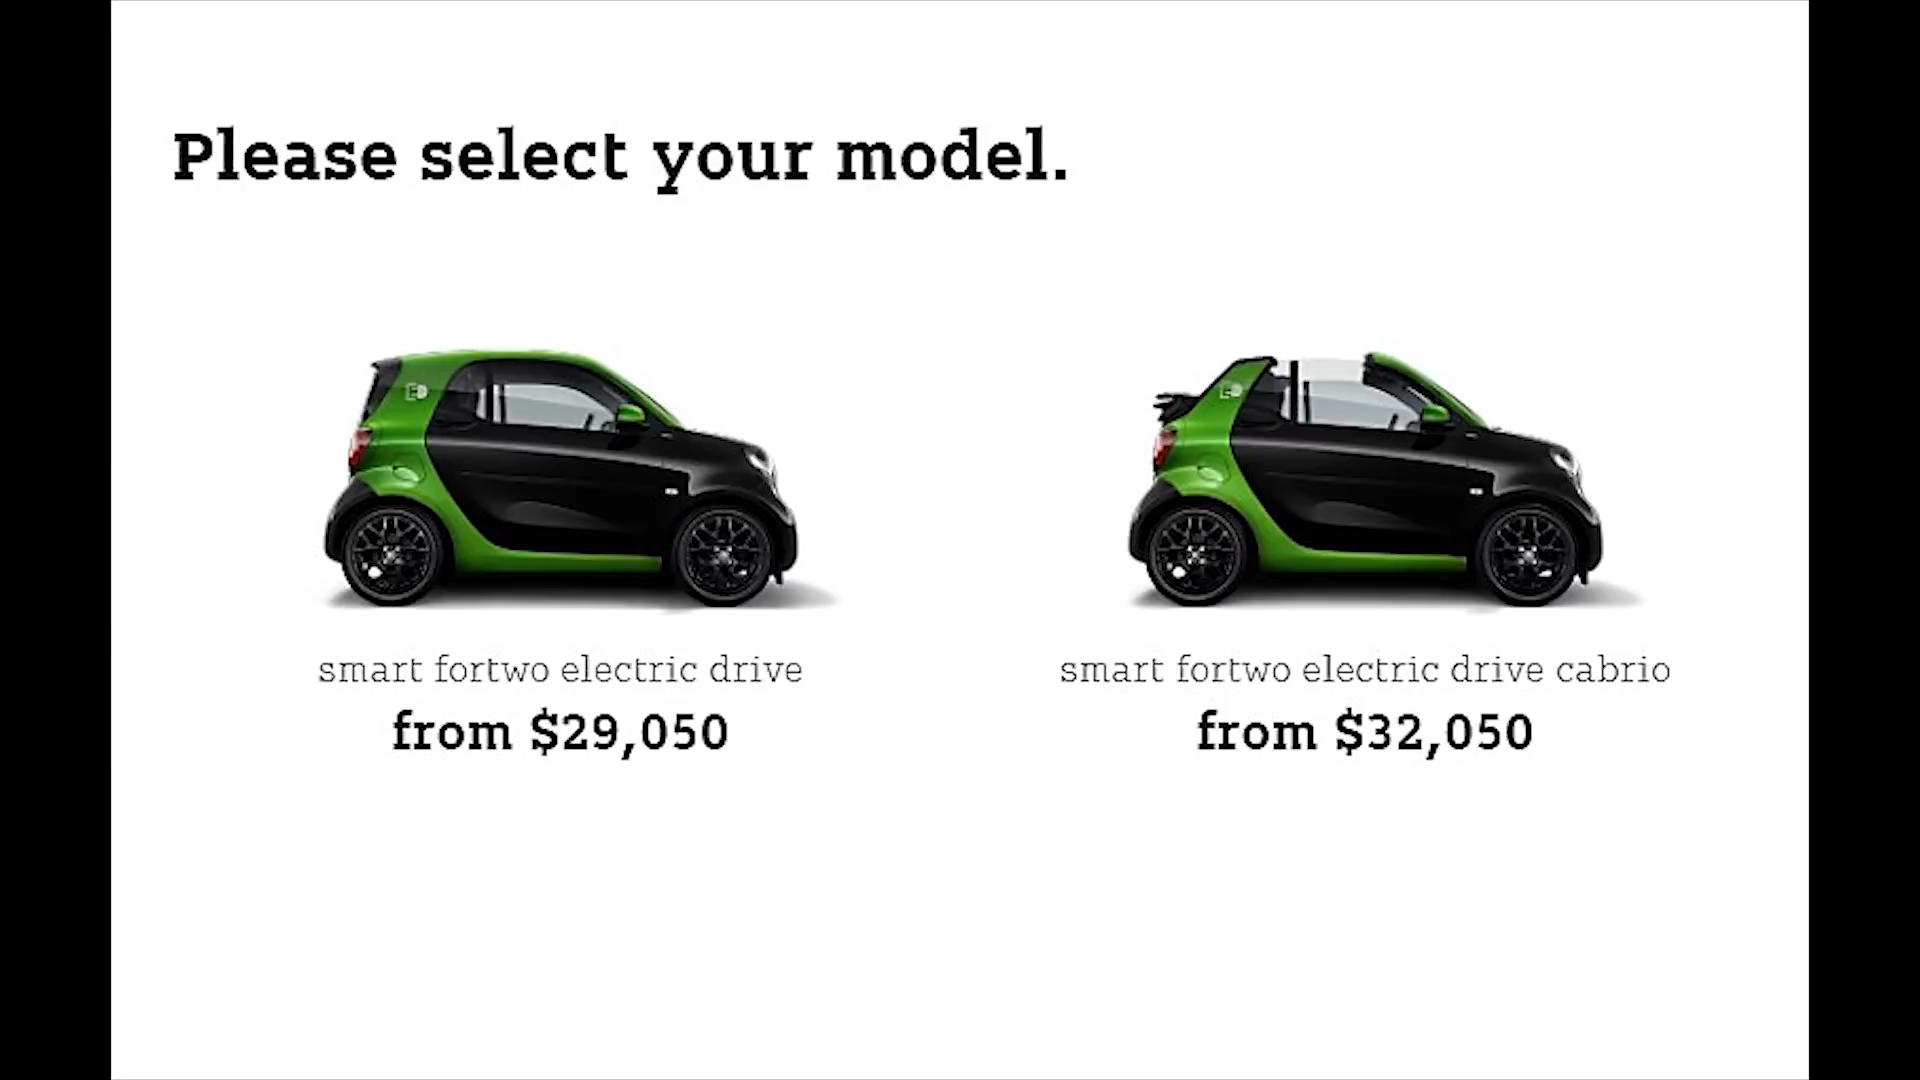 Please select your model.
smart fortwo electric drive
from $29,050
smart fortwo electric drive cabrio
from $32,050